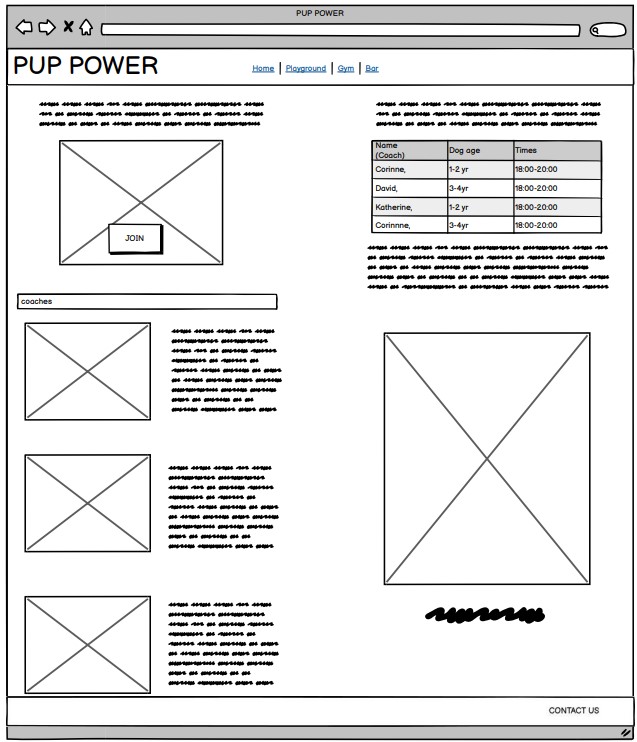 PUP POWER
PUP POWER
Home | Playground | Gym | Bar
JOIN
coaches
Name (Coach) Dog age Times
Corinne, 1-2 yr 18:00-20:00
David, 3-4yr 18:00-20:00
Katherine, 1-2 yr 18:00-20:00
Corinnne, 3-4yr 18:00-20:00
CONTACT US